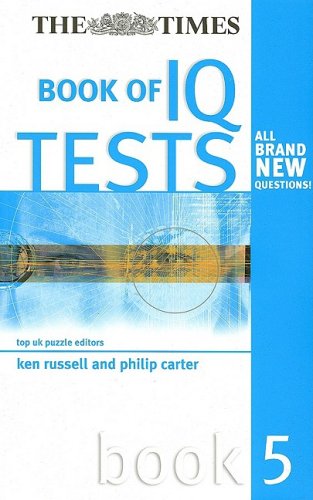 THE TIMES
BOOK OF IQ
TESTS
ALL
BRAND
NEW
QUESTIONS!
top uk puzzle editors
ken russell and philip carter
book 5